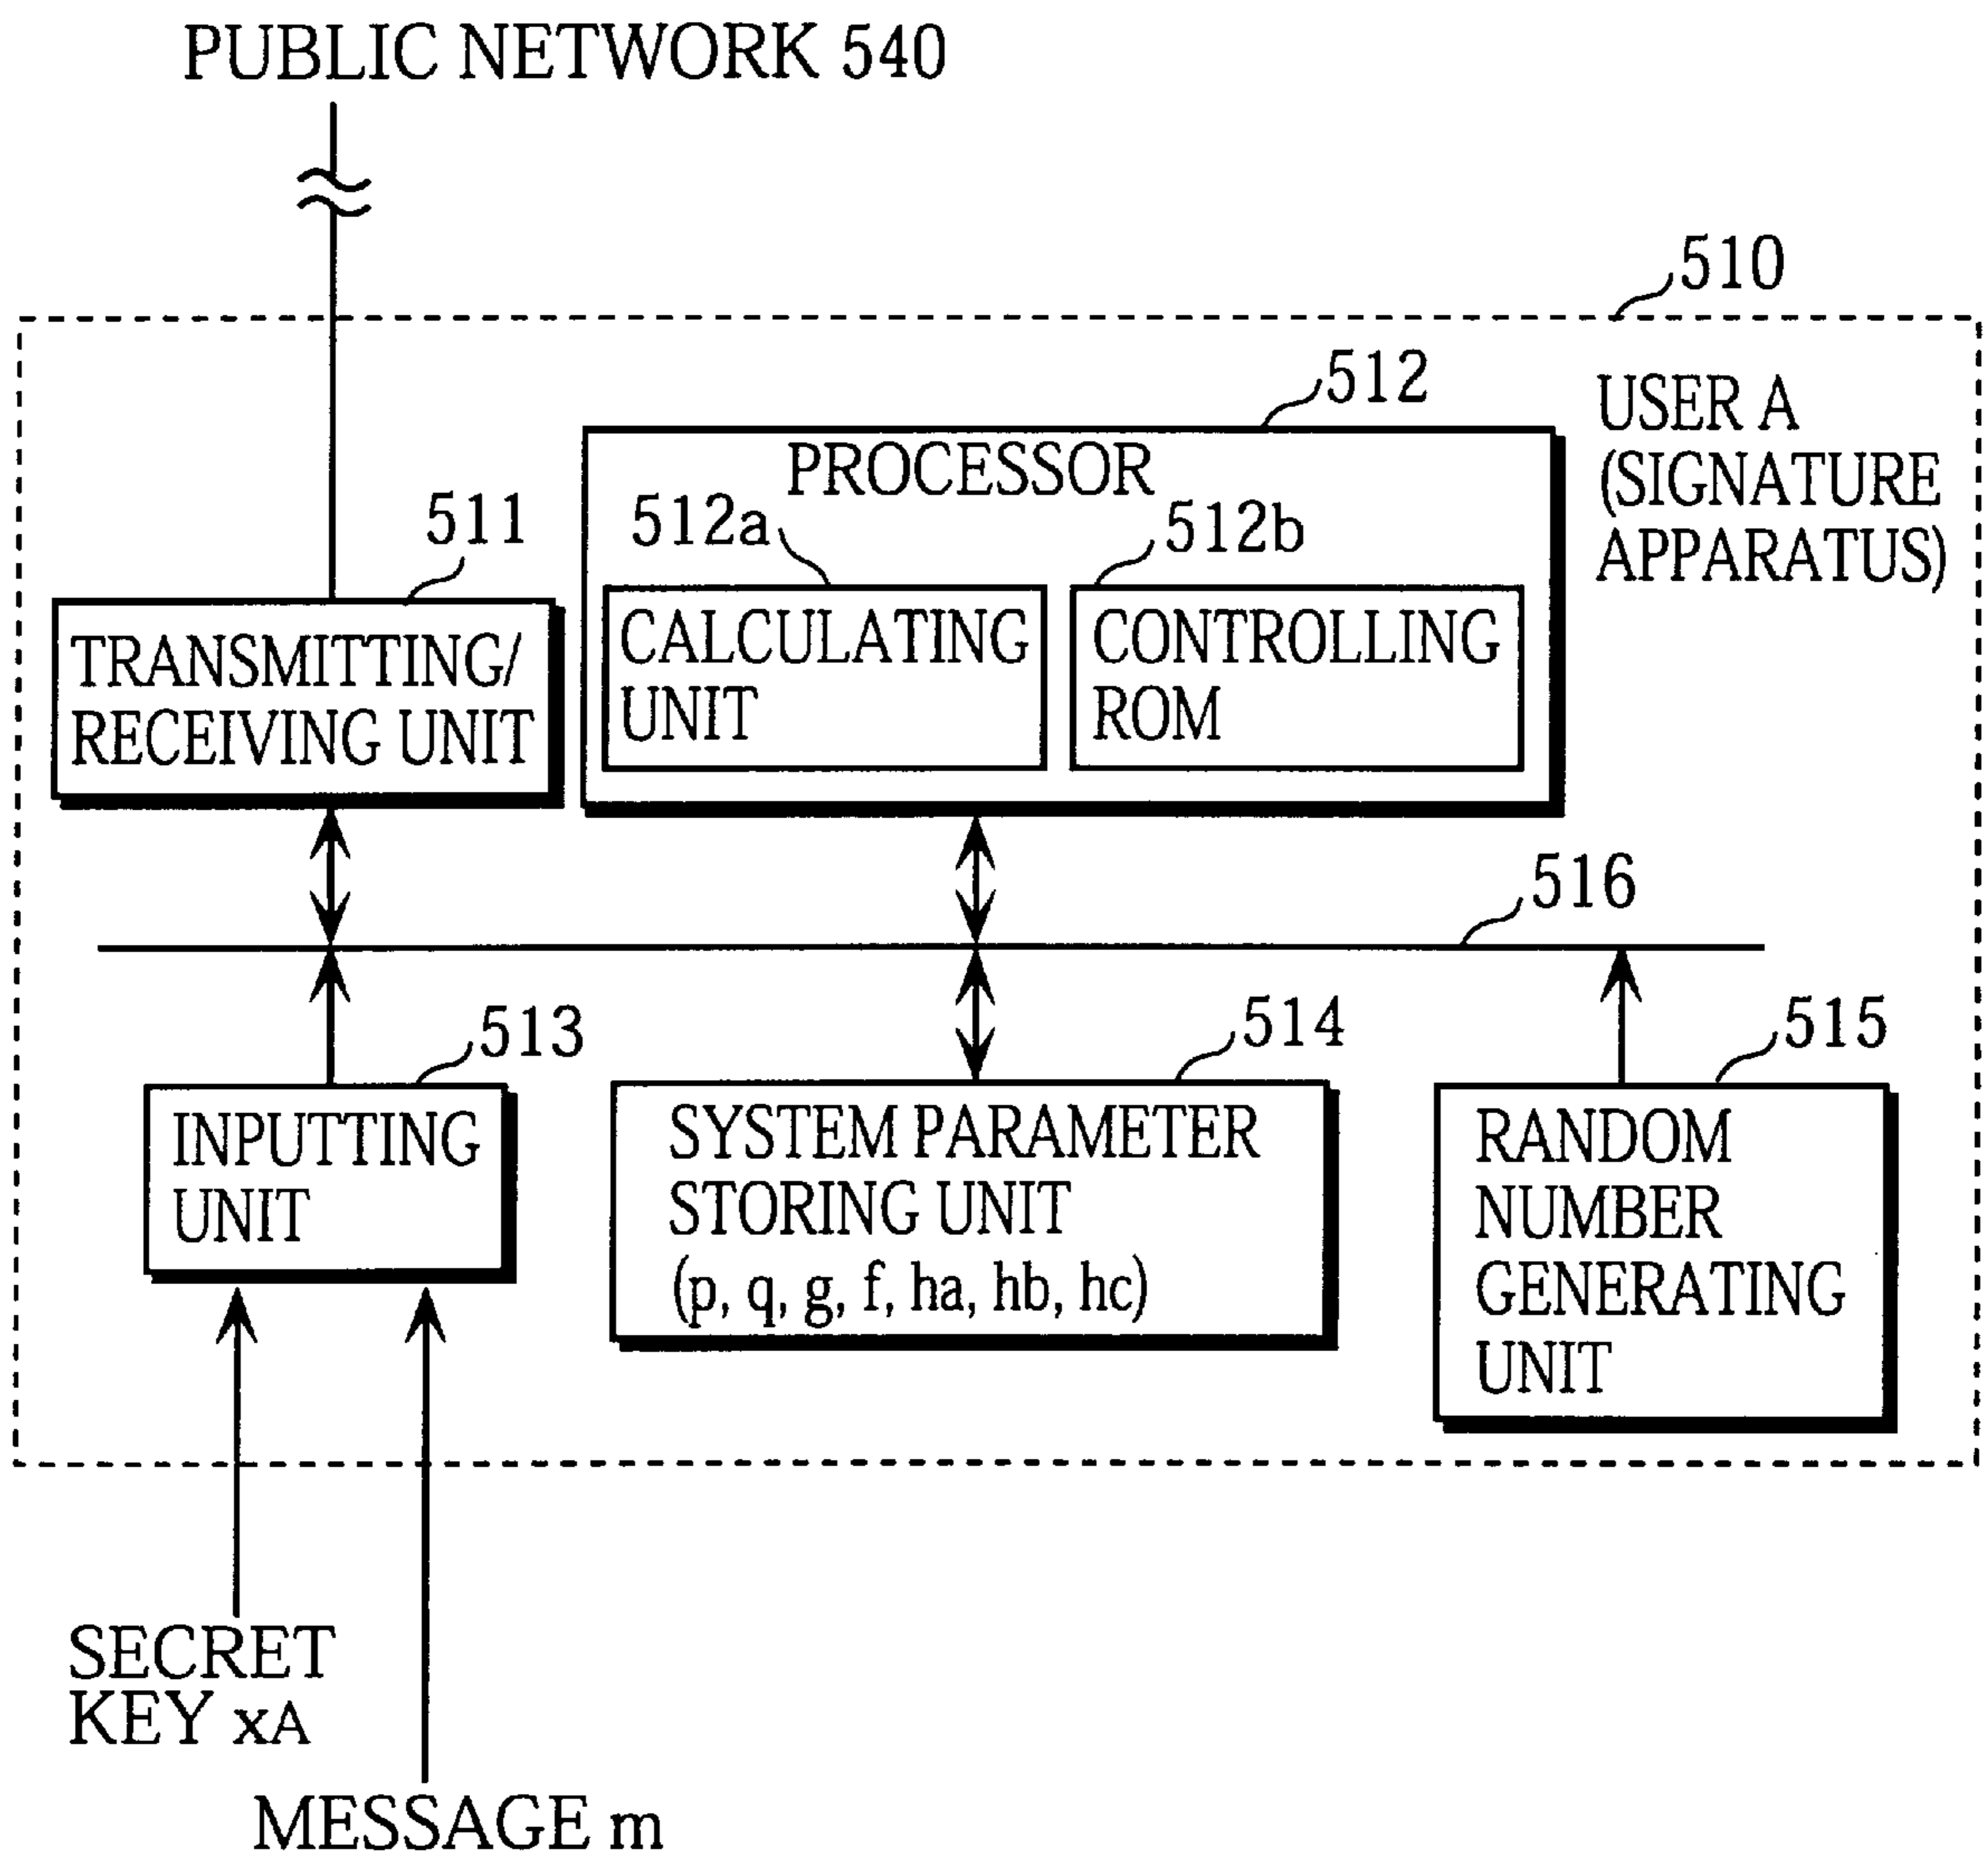 PUBLIC NETWORK 540
510
USER A
(SIGNATURE
APPARATUS)
512
PROCESSOR
512a
512b
CALCULATING
UNIT
CONTROLLING
ROM
511
TRANSMITTING/
RECEIVING UNIT
516
513
INPUTTING
UNIT
514
SYSTEM PARAMETER
STORING UNIT
(p, q, g, f, ha, hb, hc)
515
RANDOM
NUMBER
GENERATING
UNIT
SECRET
KEY xA
MESSAGE m